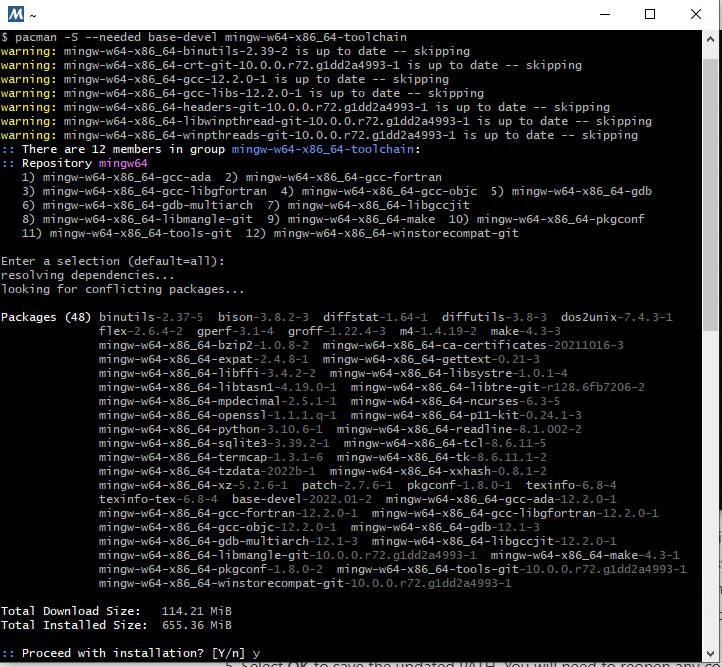 ~
$ pacman -S --needed base-devel mingw-w64-x86_64-toolchain
warning: mingw-w64-x86_64-binutils-2.39-2 is up to date -- skipping
warning: mingw-w64-x86_64-crt-git-10.0.0.r72.g1dd2a4993-1 is up to date -- skipping
warning: mingw-w64-x86_64-gcc-12.2.0-1 is up to date -- skipping
warning: mingw-w64-x86_64-gcc-libs-12.2.0-1 is up to date -- skipping
warning: mingw-w64-x86_64-headers-git-10.0.0.r72.g1dd2a4993-1 is up to date -- skipping
warning: mingw-w64-x86_64-libwinpthread-git-10.0.0.r72.g1dd2a4993-1 is up to date -- skipping
warning: mingw-w64-x86_64-winpthreads-git-10.0.0.r72.g1dd2a4993-1 is up to date -- skipping
:: There are 12 members in group mingw-w64-x86_64-toolchain:
:: Repository mingw64
1) mingw-w64-x86_64-gcc-ada 2) mingw-w64-x86_64-gcc-fortran
3) mingw-w64-x86_64-gcc-libgfortran 4) mingw-w64-x86_64-gcc-objc 5) mingw-w64-x86_64-gdb
6) mingw-w64-x86_64-gdb-multiarch 7) mingw-w64-x86_64-libgccjit
8) mingw-w64-x86_64-libmangle-git 9) mingw-w64-x86_64-make 10) mingw-w64-x86_64-pkgconf
11) mingw-w64-x86_64-tools-git 12) mingw-w64-x86_64-winstorecompat-git
Enter a selection (default=all):
resolving dependencies...
looking for conflicting packages...
Packages (48) binutils-2.37-5 bison-3.8.2-3 diffstat-1.64-1 diffutils-3.8-3 dos2unix-7.4.3-1
flex-2.6.4-2 gperf-3.1-4 groff-1.22.4-3 m4-1.4.19-2 make-4.3-3
mingw-w64-x86_64-bzip2-1.0.8-2 mingw-w64-x86_64-ca-certificates-20211016-3
mingw-w64-x86_64-expat-2.4.8-1 mingw-w64-x86_64-gettext-0.21-3
mingw-w64-x86_64-libffi-3.4.2-2 mingw-w64-x86_64-libsystre-1.0.1-4
mingw-w64-x86_64-libtasn1-4.19.0-1 mingw-w64-x86_64-libtre-git-r128.6fb7206-2
mingw-w64-x86_64-mpdecimal-2.5.1-1 mingw-w64-x86_64-ncurses-6.3-5
mingw-w64-x86_64-openssl-1.1.1.q-1 mingw-w64-x86_64-p11-kit-0.24.1-3
mingw-w64-x86_64-python-3.10.6-1 mingw-w64-x86_64-readline-8.1.002-2
mingw-w64-x86_64-sqlite3-3.39.2-1 mingw-w64-x86_64-tcl-8.6.11-5
mingw-w64-x86_64-termcap-1.3.1-6 mingw-w64-x86_64-tk-8.6.11.1-2
mingw-w64-x86_64-tzdata-2022b-1 mingw-w64-x86_64-xxhash-0.8.1-2
mingw-w64-x86_64-xz-5.2.6-1 patch-2.7.6-1 pkgconf-1.8.0-1 texinfo-6.8-4
texinfo-tex-6.8-4 base-devel-2022.01-2 mingw-w64-x86_64-gcc-ada-12.2.0-1
mingw-w64-x86_64-gcc-fortran-12.2.0-1 mingw-w64-x86_64-gcc-libgfortran-12.2.0-1
mingw-w64-x86_64-gcc-objc-12.2.0-1 mingw-w64-x86_64-gdb-12.1-3
mingw-w64-x86_64-gdb-multiarch-12.1-3 mingw-w64-x86_64-libgccjit-12.2.0-1
mingw-w64-x86_64-libmangle-git-10.0.0.r72.g1dd2a4993-1 mingw-w64-x86_64-make-4.3-1
mingw-w64-x86_64-pkgconf-1.8.0-2 mingw-w64-x86_64-tools-git-10.0.0.r72.g1dd2a4993-1
mingw-w64-x86_64-winstorecompat-git-10.0.0.r72.g1dd2a4993-1
Total Download Size: 114.21 MiB
Total Installed Size: 655.36 MiB
:: Proceed with installation? [Y/n] y
5. Select OK to save the updated PATH. You will need to reopen any